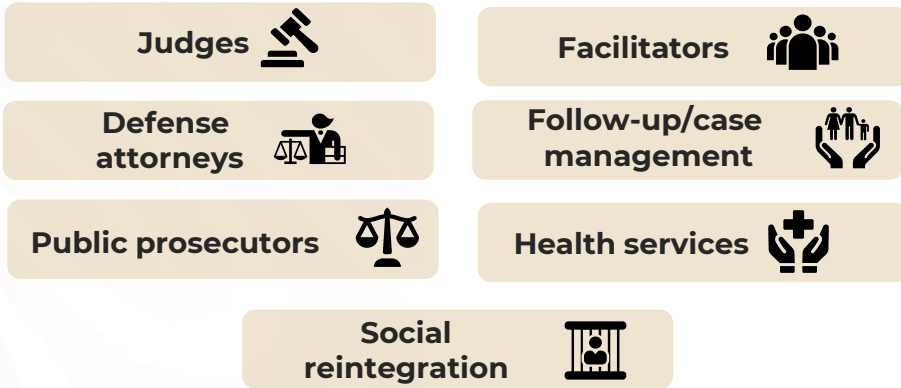 Judges
Facilitators
Defense
attorneys
Follow-up/case
management
Public prosecutors
Health services
Social
reintegration